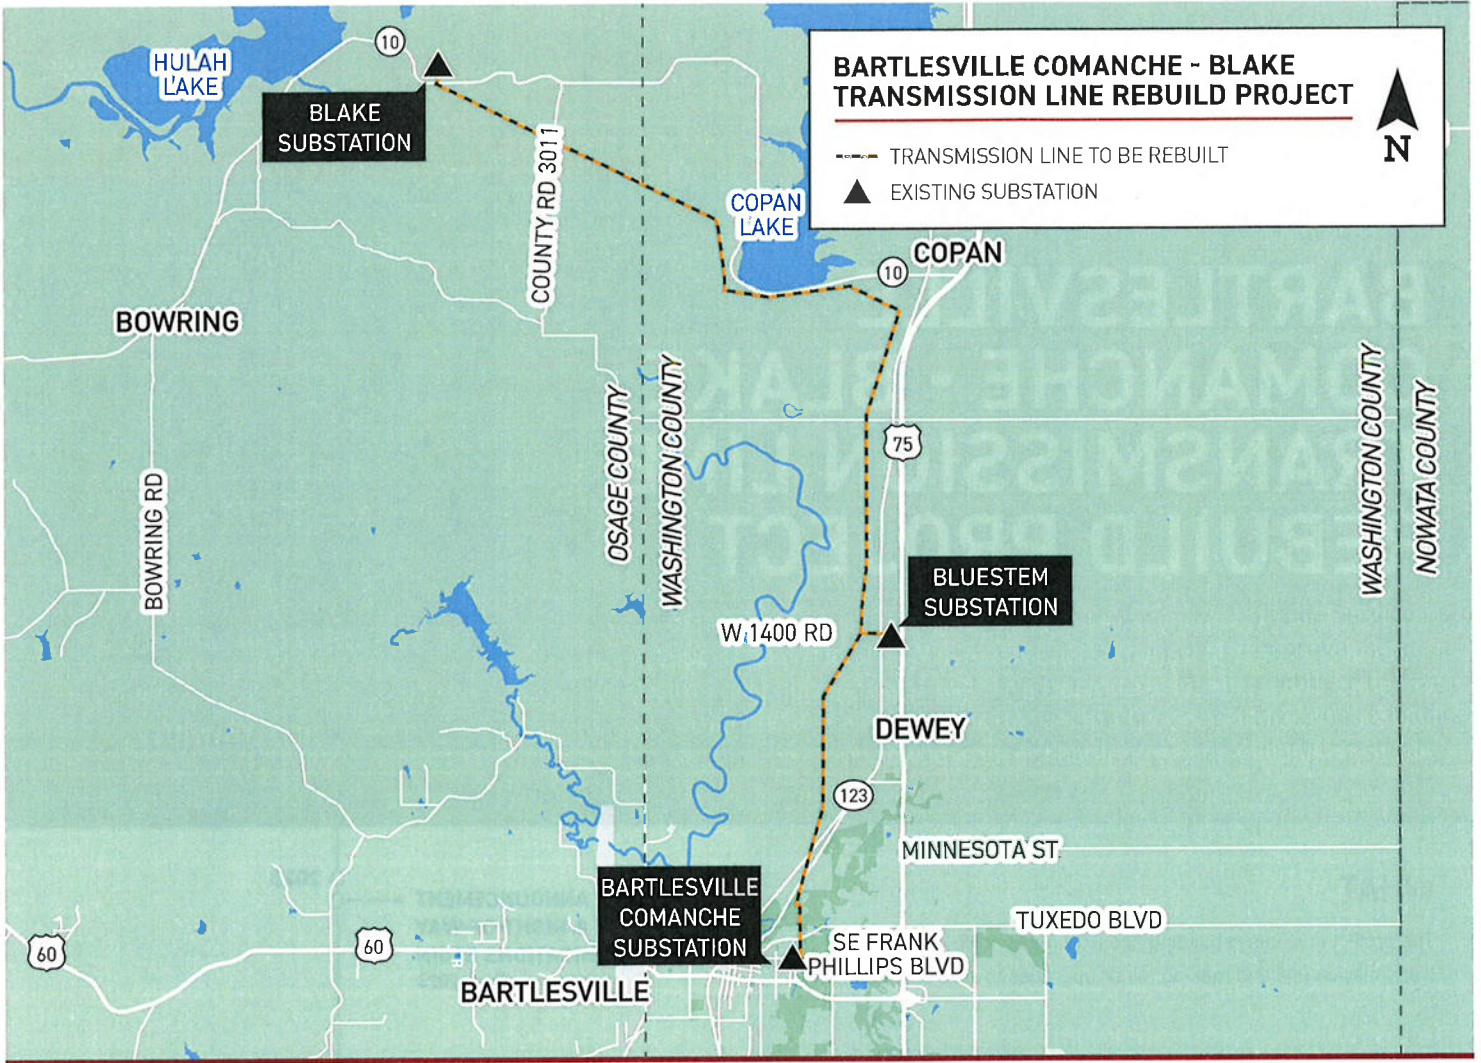 BARTLESVILLE COMANCHE - BLAKE
TRANSMISSION LINE REBUILD PROJECT
TRANSMISSION LINE TO BE REBUILT
EXISTING SUBSTATION
N
10
HULAH
LAKE
BLAKE
SUBSTATION
COUNTY RD 3011
COPAN
LAKE
COPAN
10
BOWRING
OSAGE COUNTY
WASHINGTON COUNTY
WASHINGTON COUNTY
NOWATA COUNTY
75
BOWRING RD
BLUESTEM
SUBSTATION
W 1400 RD
DEWEY
123
MINNESOTA ST
BARTLESVILLE
COMANCHE
SUBSTATION
TUXEDO BLVD
SE FRANK
PHILLIPS BLVD
60
60
BARTLESVILLE